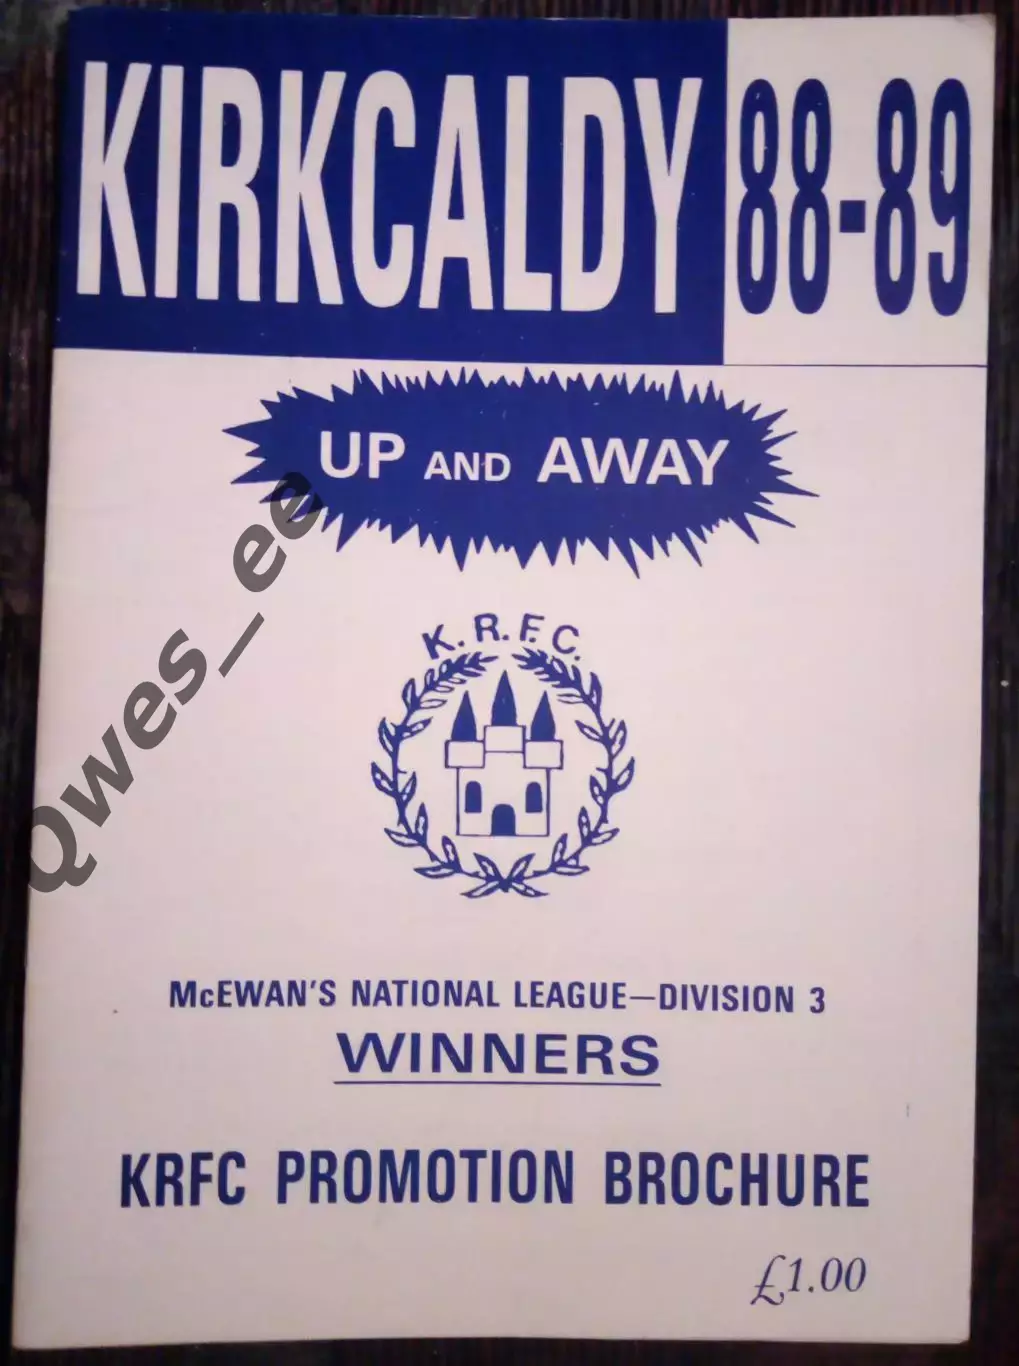 KIRKCALDY 88-89
UP AND AWAY
K.R.F.C.
McEWAN'S NATIONAL LEAGUE—DIVISION 3
WINNERS
KRFC PROMOTION BROCHURE
£1.00
Qwes_ee